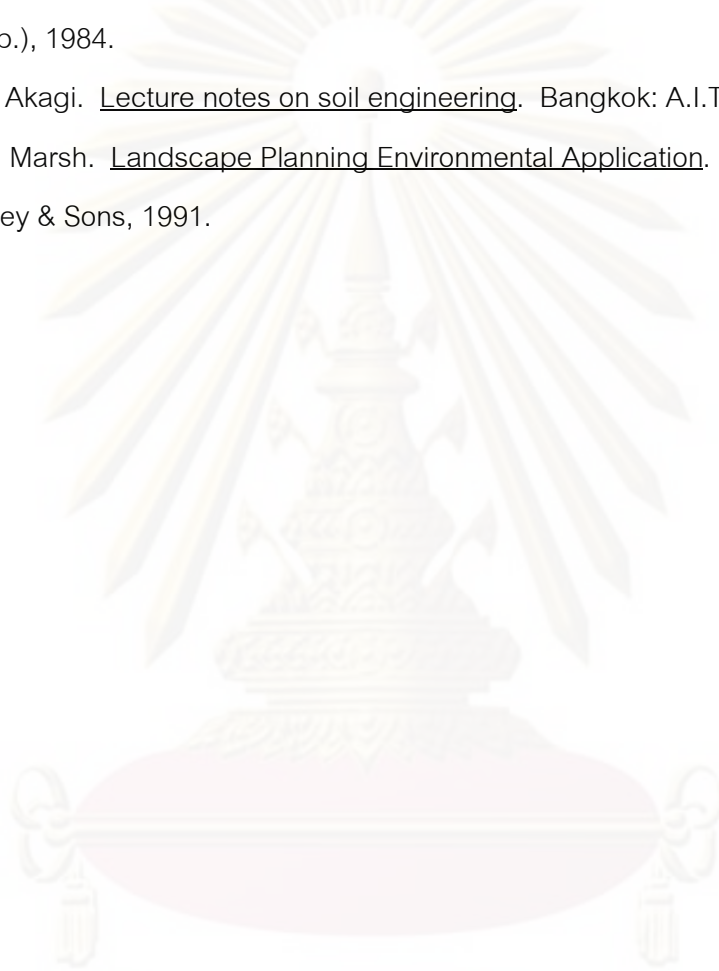 o.), 1984.
Akagi. Lecture notes on soil engineering. Bangkok: A.I.T
Marsh. Landscape Planning Environmental Application.
ey & Sons, 1991.